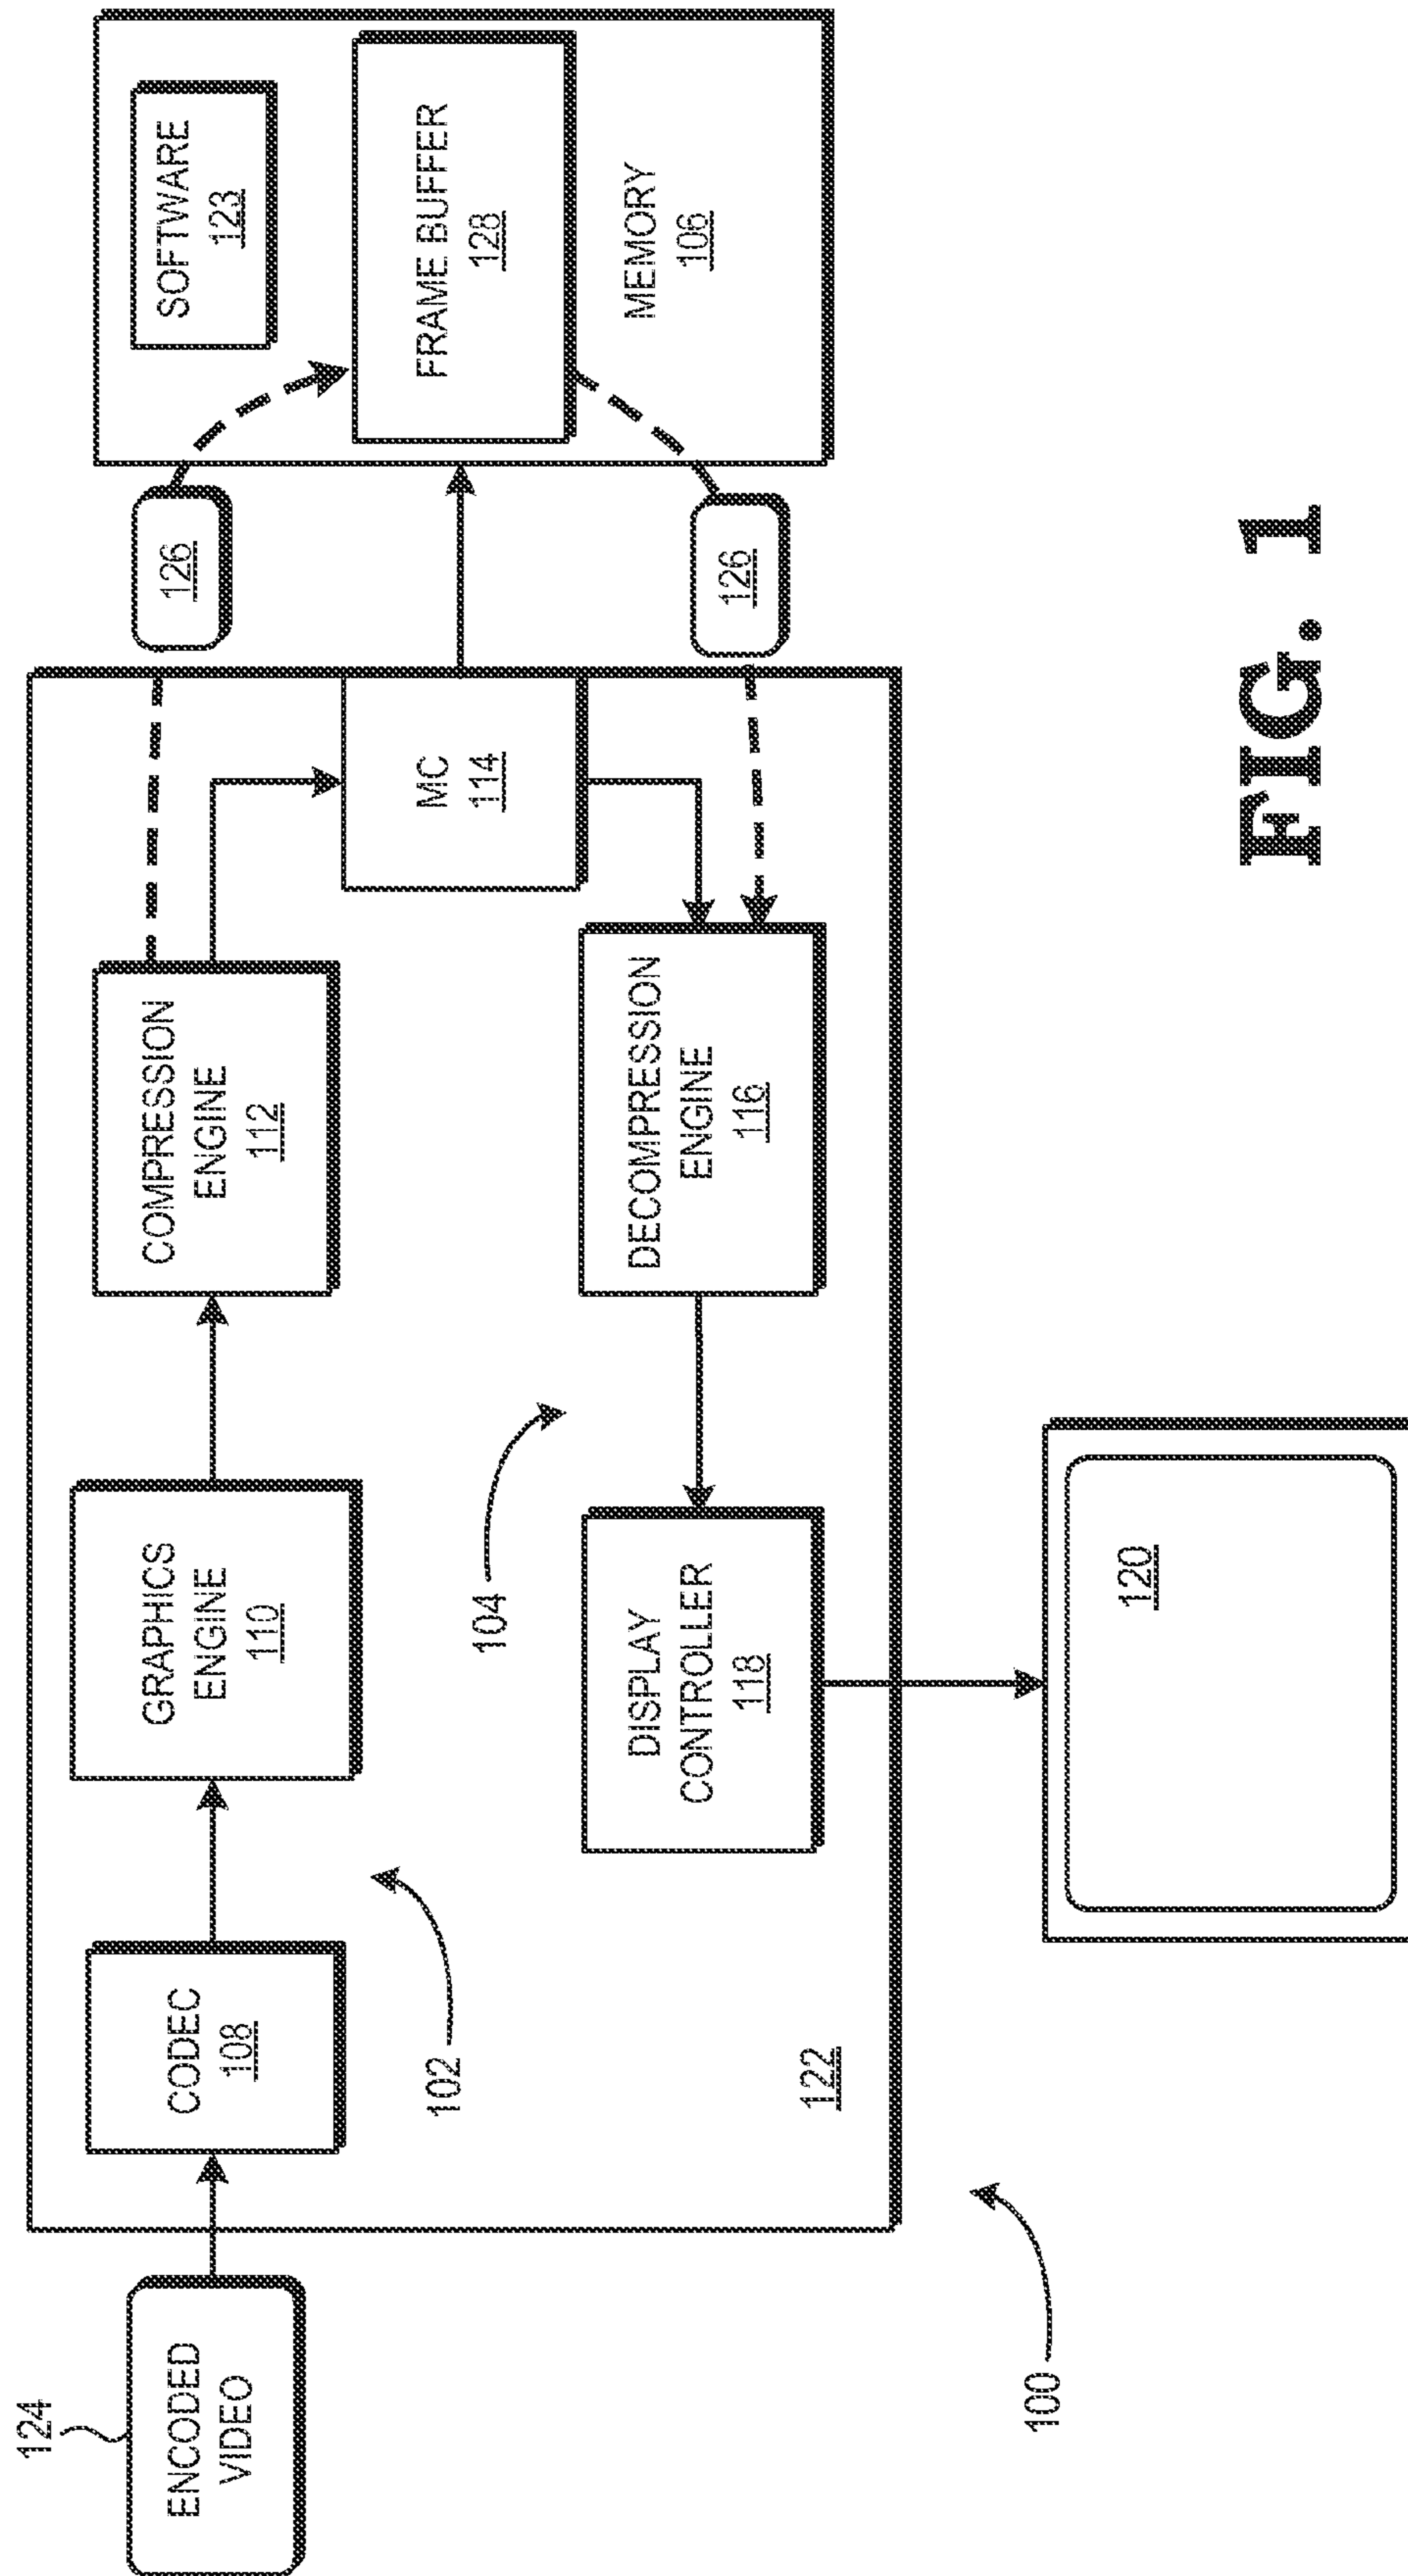 124
ENCODED
VIDEO
CODEC
108
GRAPHICS
ENGINE
110
COMPRESSION
ENGINE
112
126
SOFTWARE
123
102
104
MC
114
FRAME BUFFER
128
MEMORY
106
122
DISPLAY
CONTROLLER
118
DECOMPRESSION
ENGINE
116
126
100
120
FIG. 1